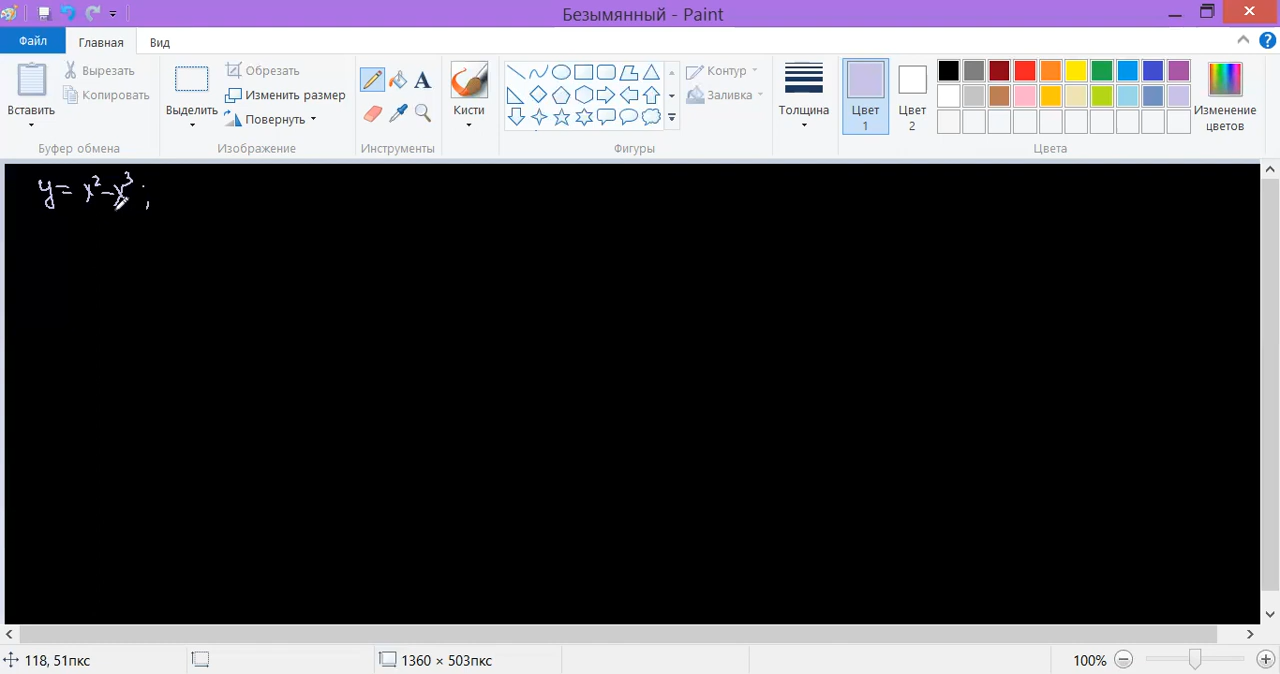 Безымянный - Paint
Файл Главная Вид
Вставить
Вырезать
Копировать
Буфер обмена
Выделить
Обрезать
Изменить размер
Повернуть
Изображение
A
Инструменты
Кисти
Контур
Заливка
Фигуры
Толщина
Цвет
1
Цвет
2
Изменение
цветов
Цвета
y = x² - x³ ;
118, 51пкс
1360 × 503пкс
100%